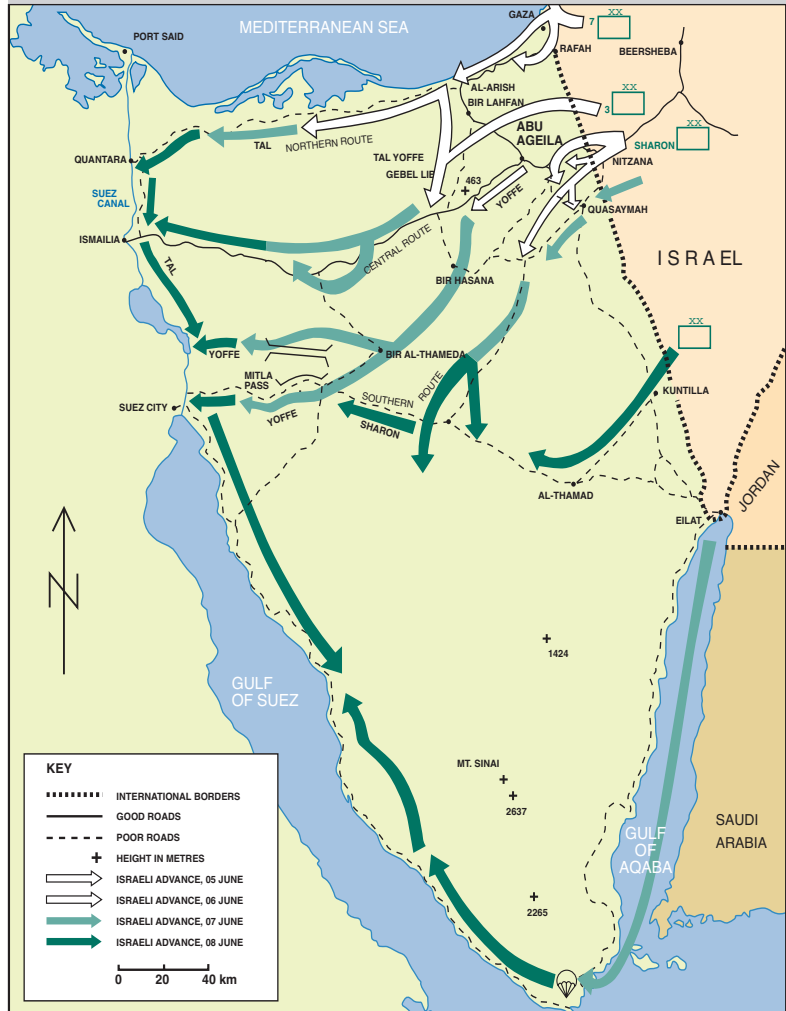 MEDITERRANEAN SEA
GAZA
7
XX
PORT SAID
RAFAH
BEERSHEBA
AL-ARISH
BIR LAHFAN
3
XX
ABU
AGEILA
XX
SHARON
TAL
NORTHERN ROUTE
QUANTARA
TAL YOFFE
GEBEL LIB
NITZANA
463
YOFFE
SUEZ
CANAL
QUASAYMAH
ISMAILIA
CENTRAL ROUTE
ISRAEL
TAL
BIR HASANA
XX
YOFFE
BIR AL-THAMEDA
MITLA
PASS
SOUTHERN
ROUTE
KUNTILLA
SUEZ CITY
YOFFE
SHARON
AL-THAMAD
JORDAN
EILAT
N
1424
GULF
OF SUEZ
MT. SINAI
2637
GULF
OF
AQABA
SAUDI
ARABIA
2265
KEY
INTERNATIONAL BORDERS
GOOD ROADS
POOR ROADS
HEIGHT IN METRES
ISRAELI ADVANCE, 05 JUNE
ISRAELI ADVANCE, 06 JUNE
ISRAELI ADVANCE, 07 JUNE
ISRAELI ADVANCE, 08 JUNE
0 20 40 km